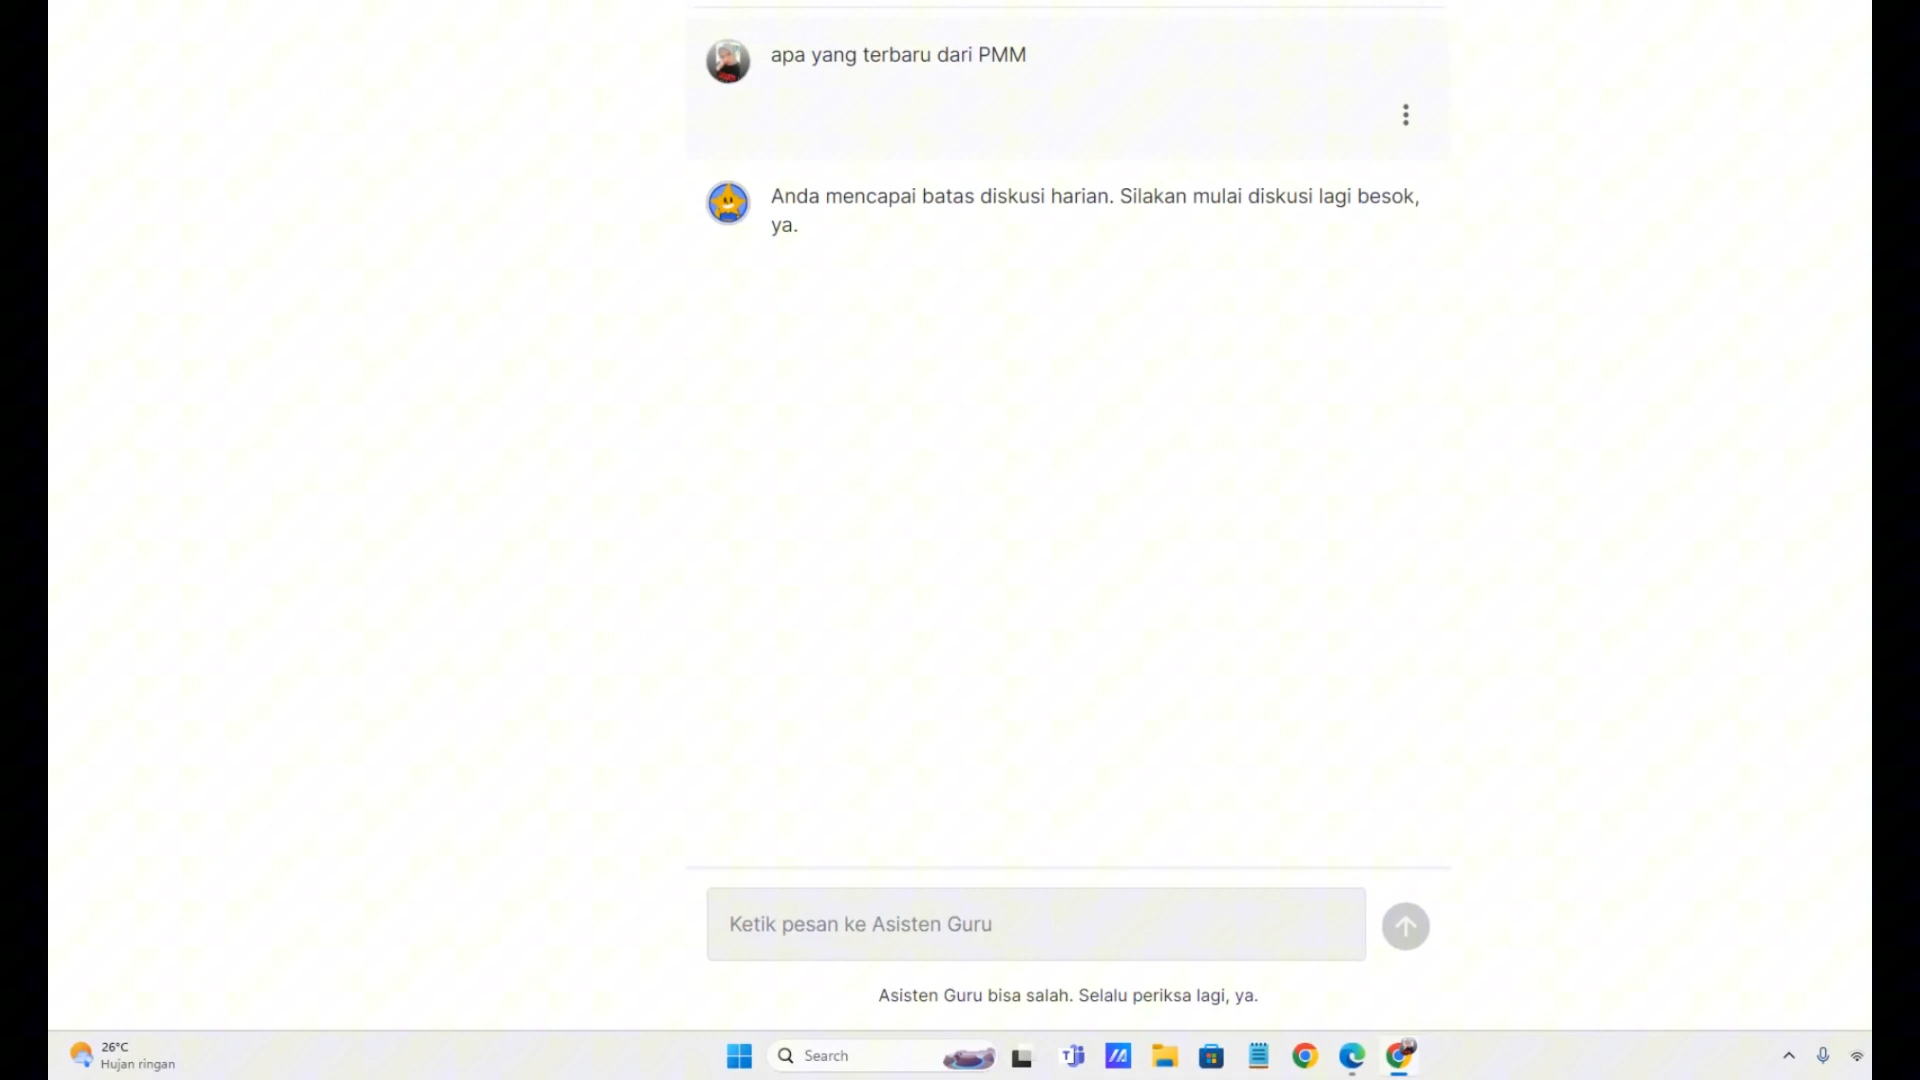 apa yang terbaru dari PMM
Anda mencapai batas diskusi harian. Silakan mulai diskusi lagi besok,
ya.
Ketik pesan ke Asisten Guru
Asisten Guru bisa salah. Selalu periksa lagi, ya.
26°C
Hujan ringan
Search